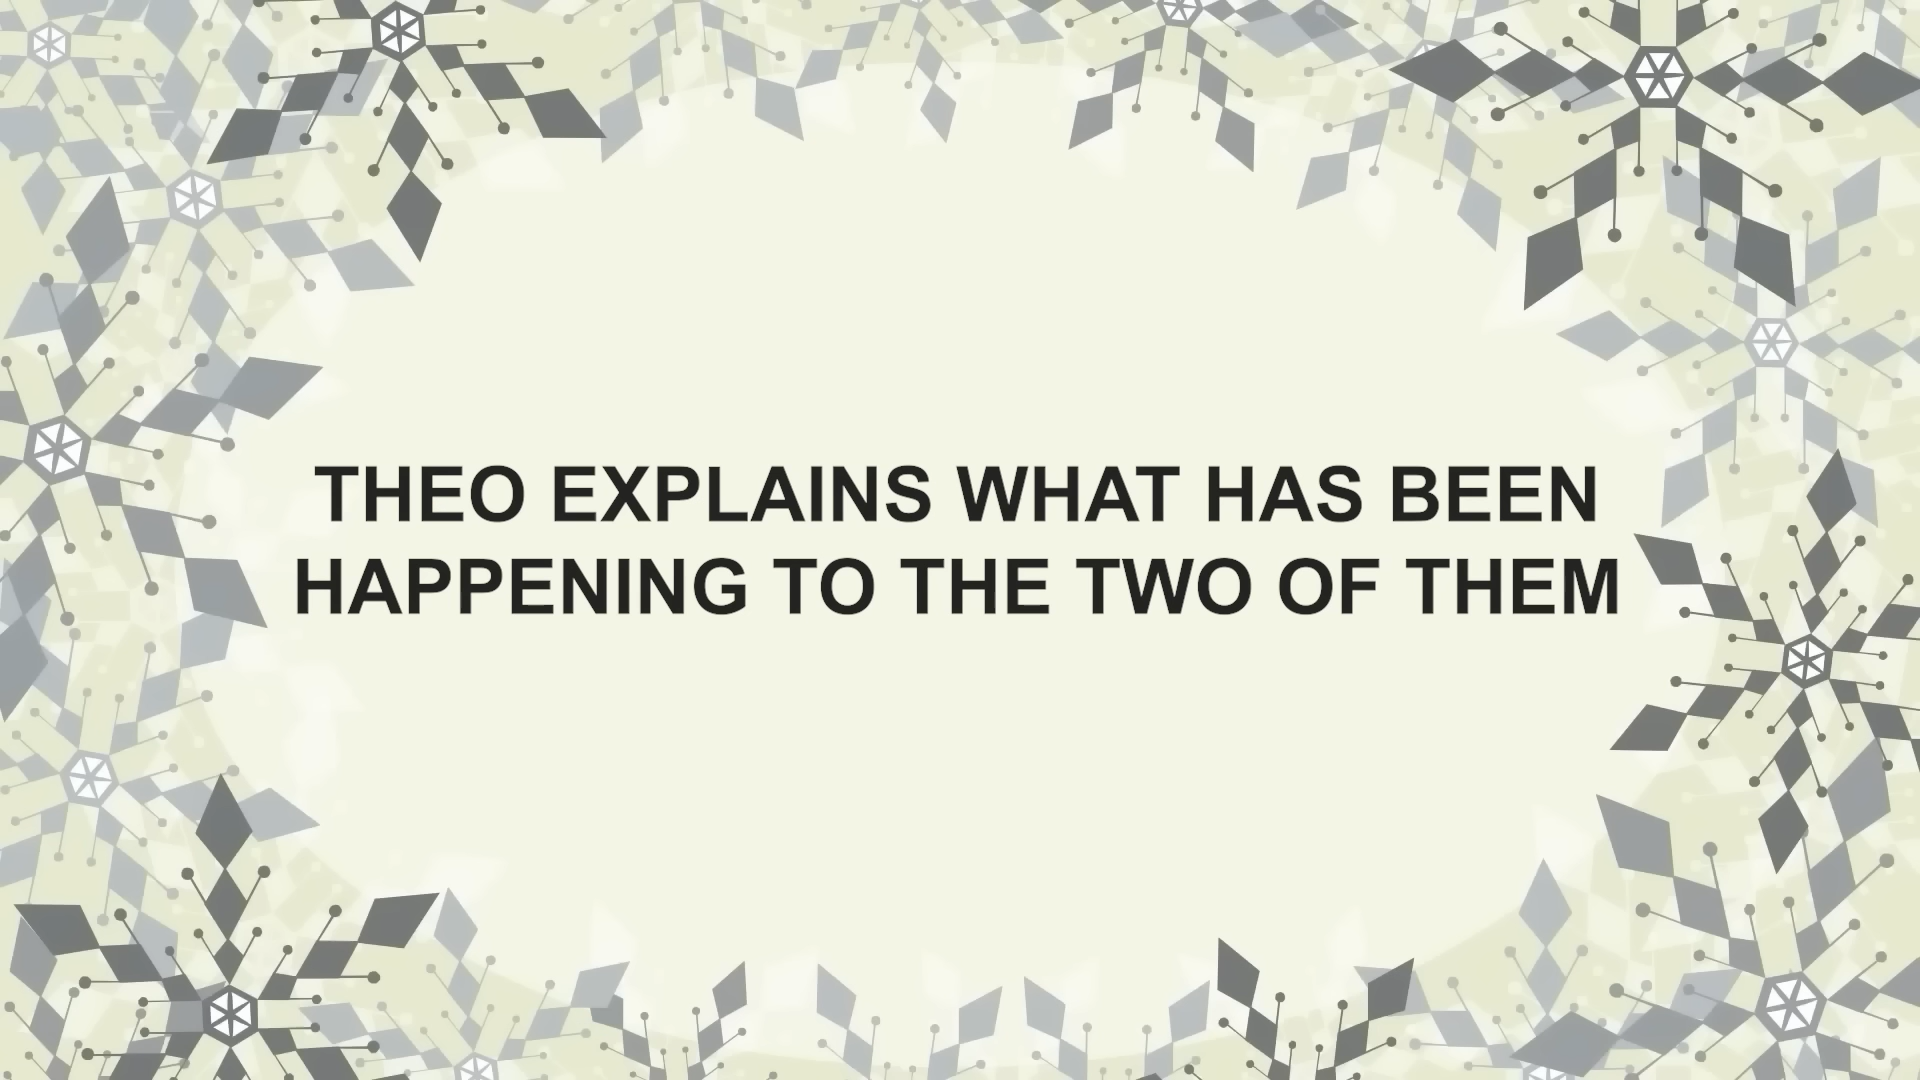 THEO EXPLAINS WHAT HAS BEEN
HAPPENING TO THE TWO OF THEM